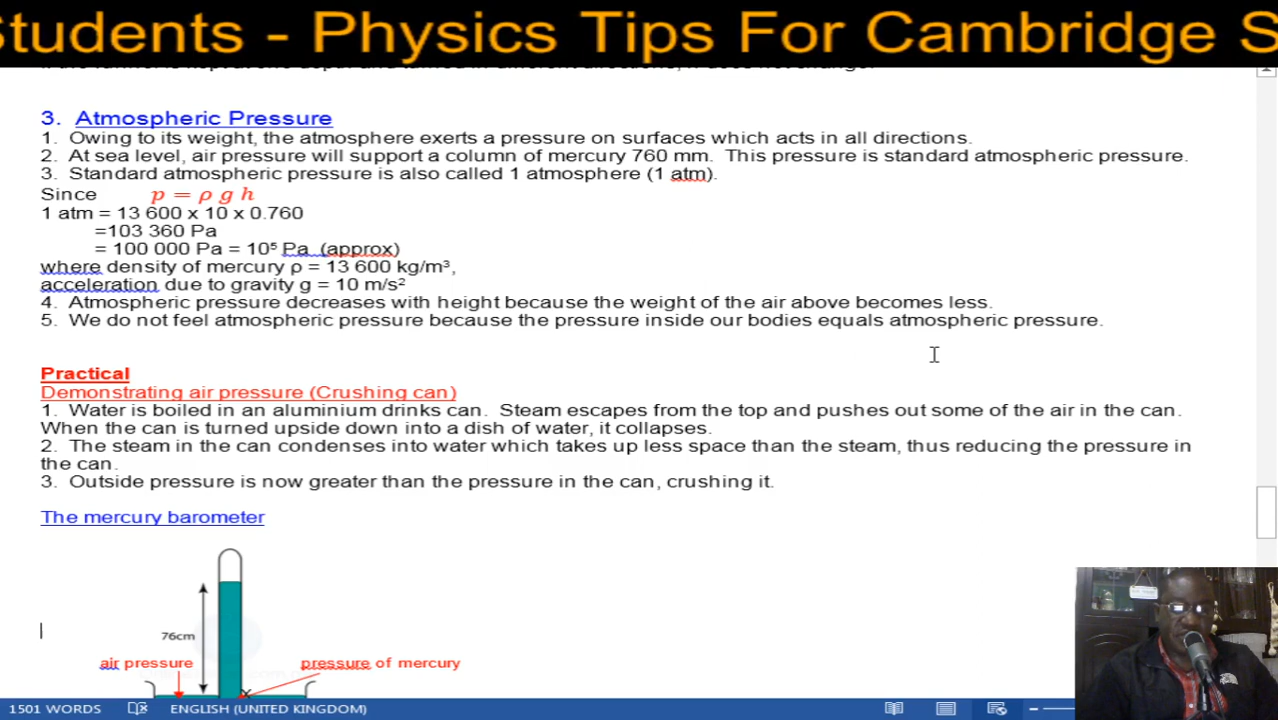 Students - Physics Tips For Cambridge S
3. Atmospheric Pressure
1. Owing to its weight, the atmosphere exerts a pressure on surfaces which acts in all directions.
2. At sea level, air pressure will support a column of mercury 760 mm. This pressure is standard atmospheric pressure.
3. Standard atmospheric pressure is also called 1 atmosphere (1 atm).
Since p = ρ g h
1 atm = 13 600 x 10 x 0.760
=103 360 Pa
= 100 000 Pa = 10⁵ Pa (approx)
where density of mercury ρ = 13 600 kg/m³,
acceleration due to gravity g = 10 m/s²
4. Atmospheric pressure decreases with height because the weight of the air above becomes less.
5. We do not feel atmospheric pressure because the pressure inside our bodies equals atmospheric pressure.
Practical
Demonstrating air pressure (Crushing can)
1. Water is boiled in an aluminium drinks can. Steam escapes from the top and pushes out some of the air in the can.
When the can is turned upside down into a dish of water, it collapses.
2. The steam in the can condenses into water which takes up less space than the steam, thus reducing the pressure in
the can.
3. Outside pressure is now greater than the pressure in the can, crushing it.
The mercury barometer
76cm
air pressure pressure of mercury
X
1501 WORDS ENGLISH (UNITED KINGDOM)